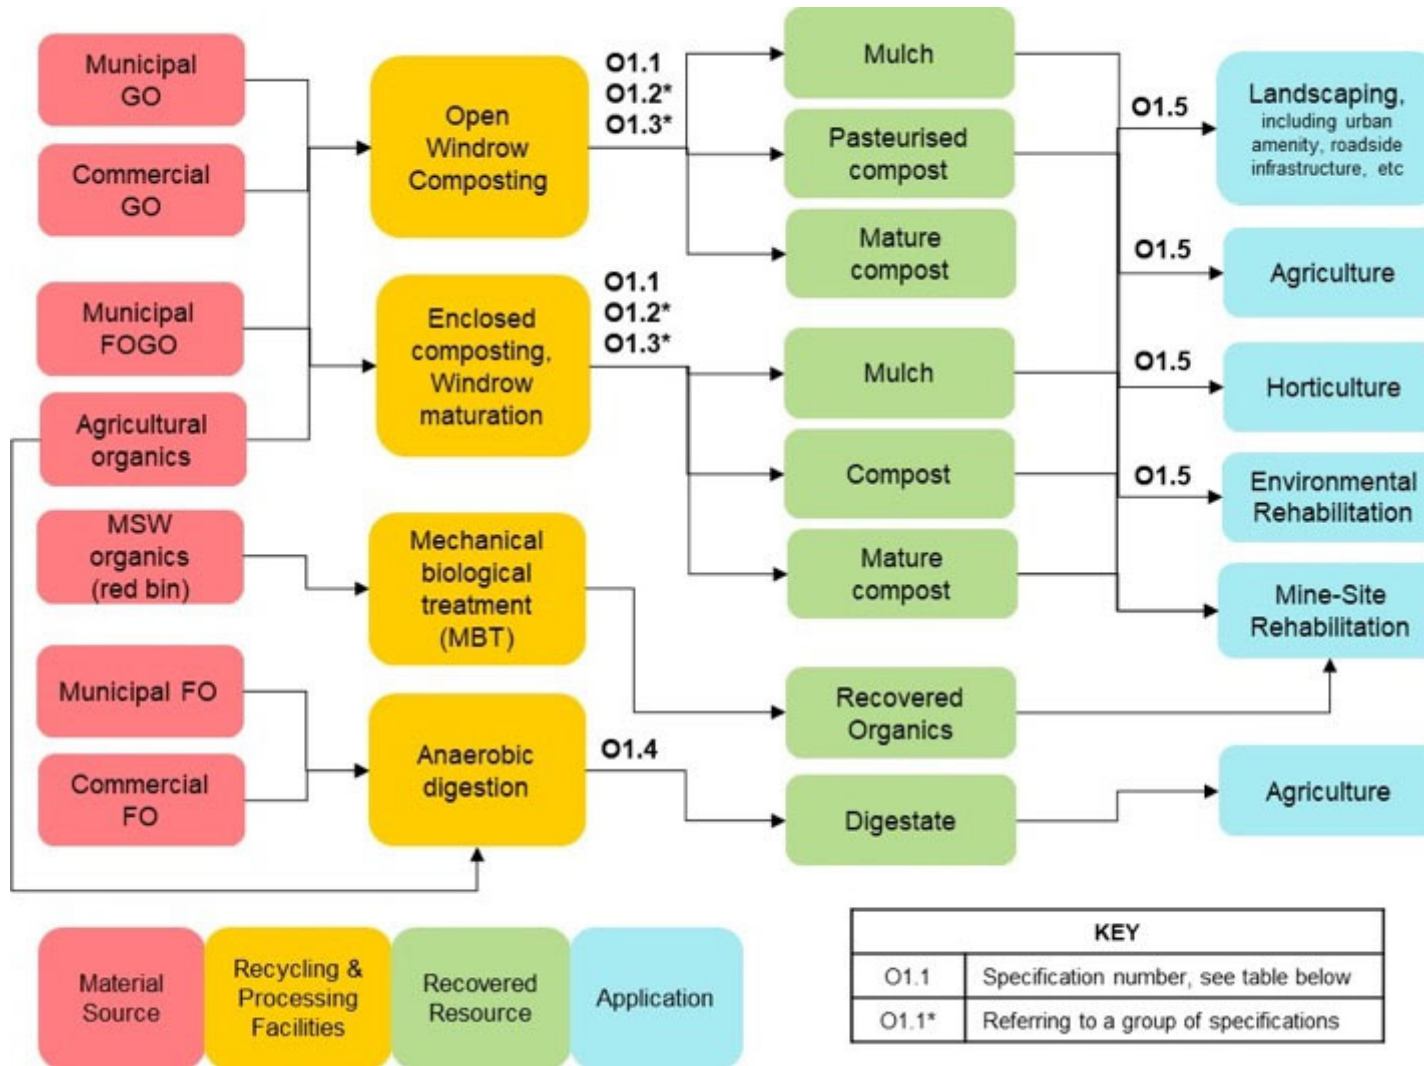 Municipal
GO
Commercial
GO
Municipal
FOGO
Agricultural
organics
MSW
organics
(red bin)
Municipal FO
Commercial
FO
Open
Windrow
Composting
Enclosed
composting,
Windrow
maturation
Mechanical
biological
treatment
(MBT)
Anaerobic
digestion
O1.1
O1.2*
O1.3*
O1.1
O1.2*
O1.3*
O1.4
Mulch
Pasteurised
compost
Mature
compost
Mulch
Compost
Mature
compost
Recovered
Organics
Digestate
O1.5
O1.5
O1.5
O1.5
Landscaping,
including urban
amenity, roadside
infrastructure, etc
Agriculture
Horticulture
Environmental
Rehabilitation
Mine-Site
Rehabilitation
Agriculture
Material
Source
Recycling &
Processing
Facilities
Recovered
Resource
Application
KEY
O1.1 Specification number, see table below
O1.1* Referring to a group of specifications